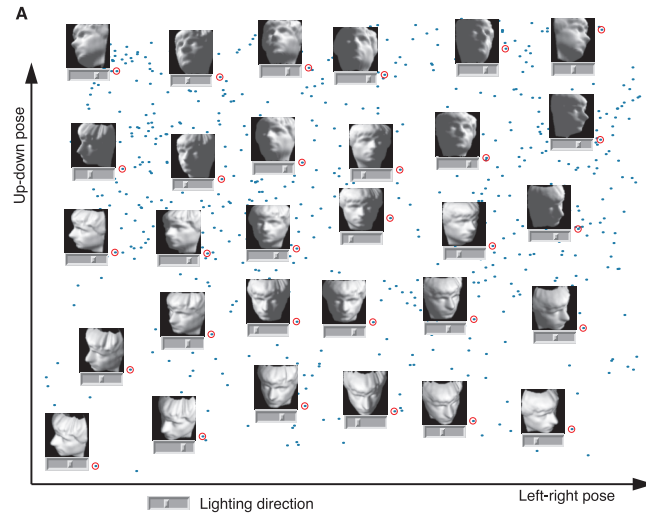 A
Up-down pose
Lighting direction
Left-right pose